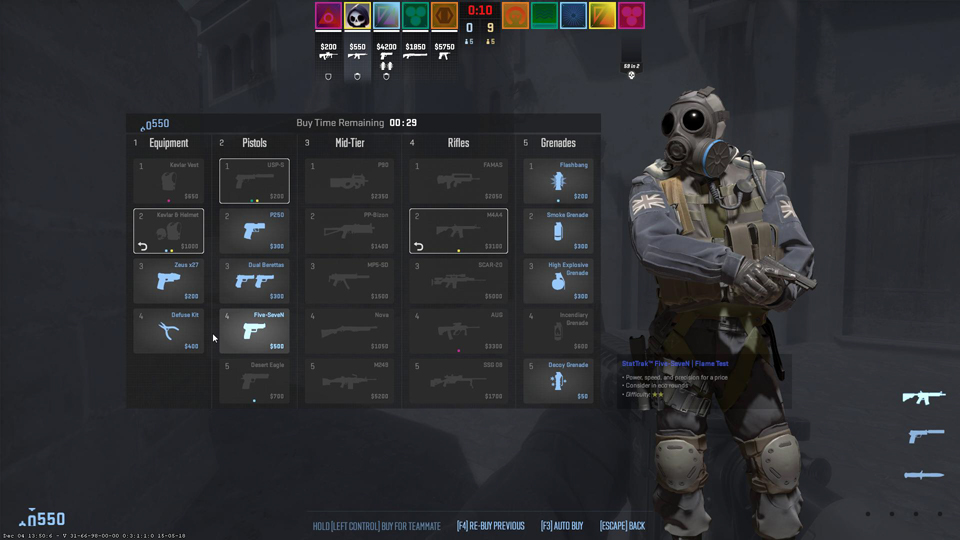 0:10
0 9
5 5
$200 $550 $4200 $1850 $5750
Buy Time Remaining 00:29
1 Equipment 2 Pistols 3 Mid-Tier 4 Rifles 5 Grenades
1 Kevlar Vest $650
1 USP-S $200
1 P90 $2350
1 FAMAS $2050
1 Flashbang $200
2 Kevlar & Helmet $1000
2 P250 $300
2 PP-Bizon $1400
2 M4A4 $3100
2 Smoke Grenade $300
3 Zeus x27 $200
3 Dual Berettas $300
3 MP5-SD $1500
3 SCAR-20 $5000
3 High Explosive
Grenade $300
4 Defuse Kit $400
4 Five-SeveN $500
4 Nova $1050
4 AUG $3300
4 Incendiary
Grenade $600
5 Desert Eagle $700
5 M249 $5200
5 SSG 08 $1700
5 Decoy Grenade $50
StatTrak™ Five-SeveN | Flame Test
• Power, speed, and precision for a price
• Consider in eco rounds
• Difficulty: ★★
HOLD [LEFT CONTROL] BUY FOR TEAMMATE [F4] RE-BUY PREVIOUS [F3] AUTO BUY [ESCAPE] BACK